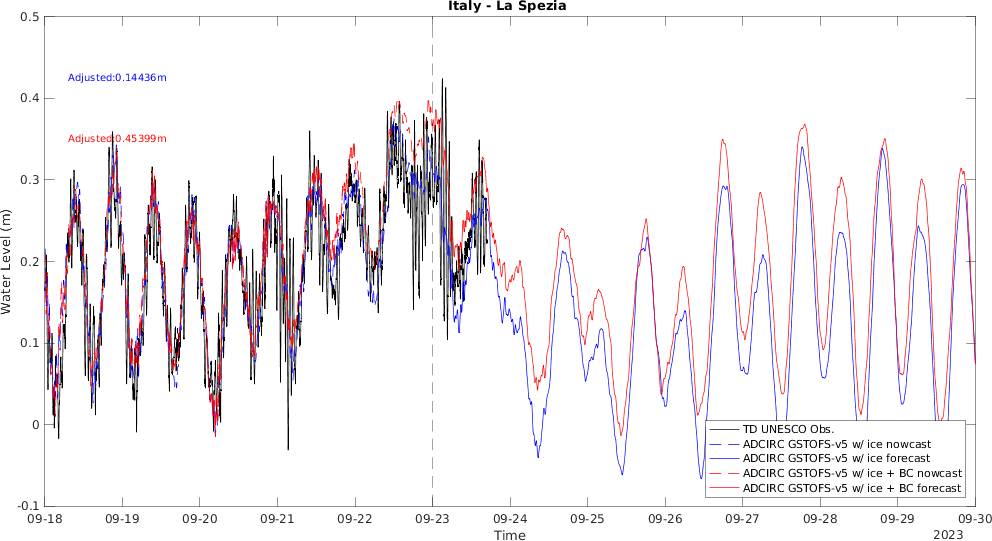 Italy - La Spezia
0.5
0.4
0.3
0.2
0.1
0
-0.1
Water Level (m)
Adjusted:0.14436m
Adjusted:0.45399m
TD UNESCO Obs.
ADCIRC GSTOFS-v5 w/ ice nowcast
ADCIRC GSTOFS-v5 w/ ice forecast
ADCIRC GSTOFS-v5 w/ ice + BC nowcast
ADCIRC GSTOFS-v5 w/ ice + BC forecast
09-18 09-19 09-20 09-21 09-22 09-23 09-24 09-25 09-26 09-27 09-28 09-29 09-30
Time
2023